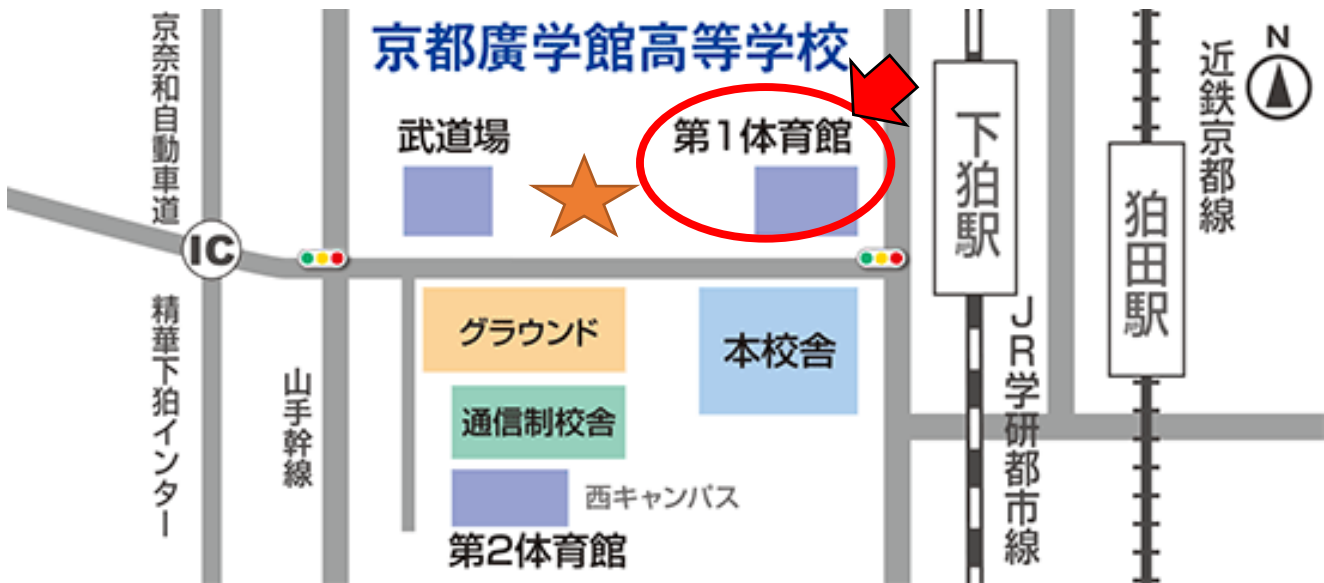 京都廣学館高等学校
N
京奈和自動車道
近鉄京都線
武道場
第1体育館
下狛駅
狛田駅
IC
グラウンド
本校舎
精華下狛インター
山手幹線
JR学研都市線
通信制校舎
西キャンパス
第2体育館